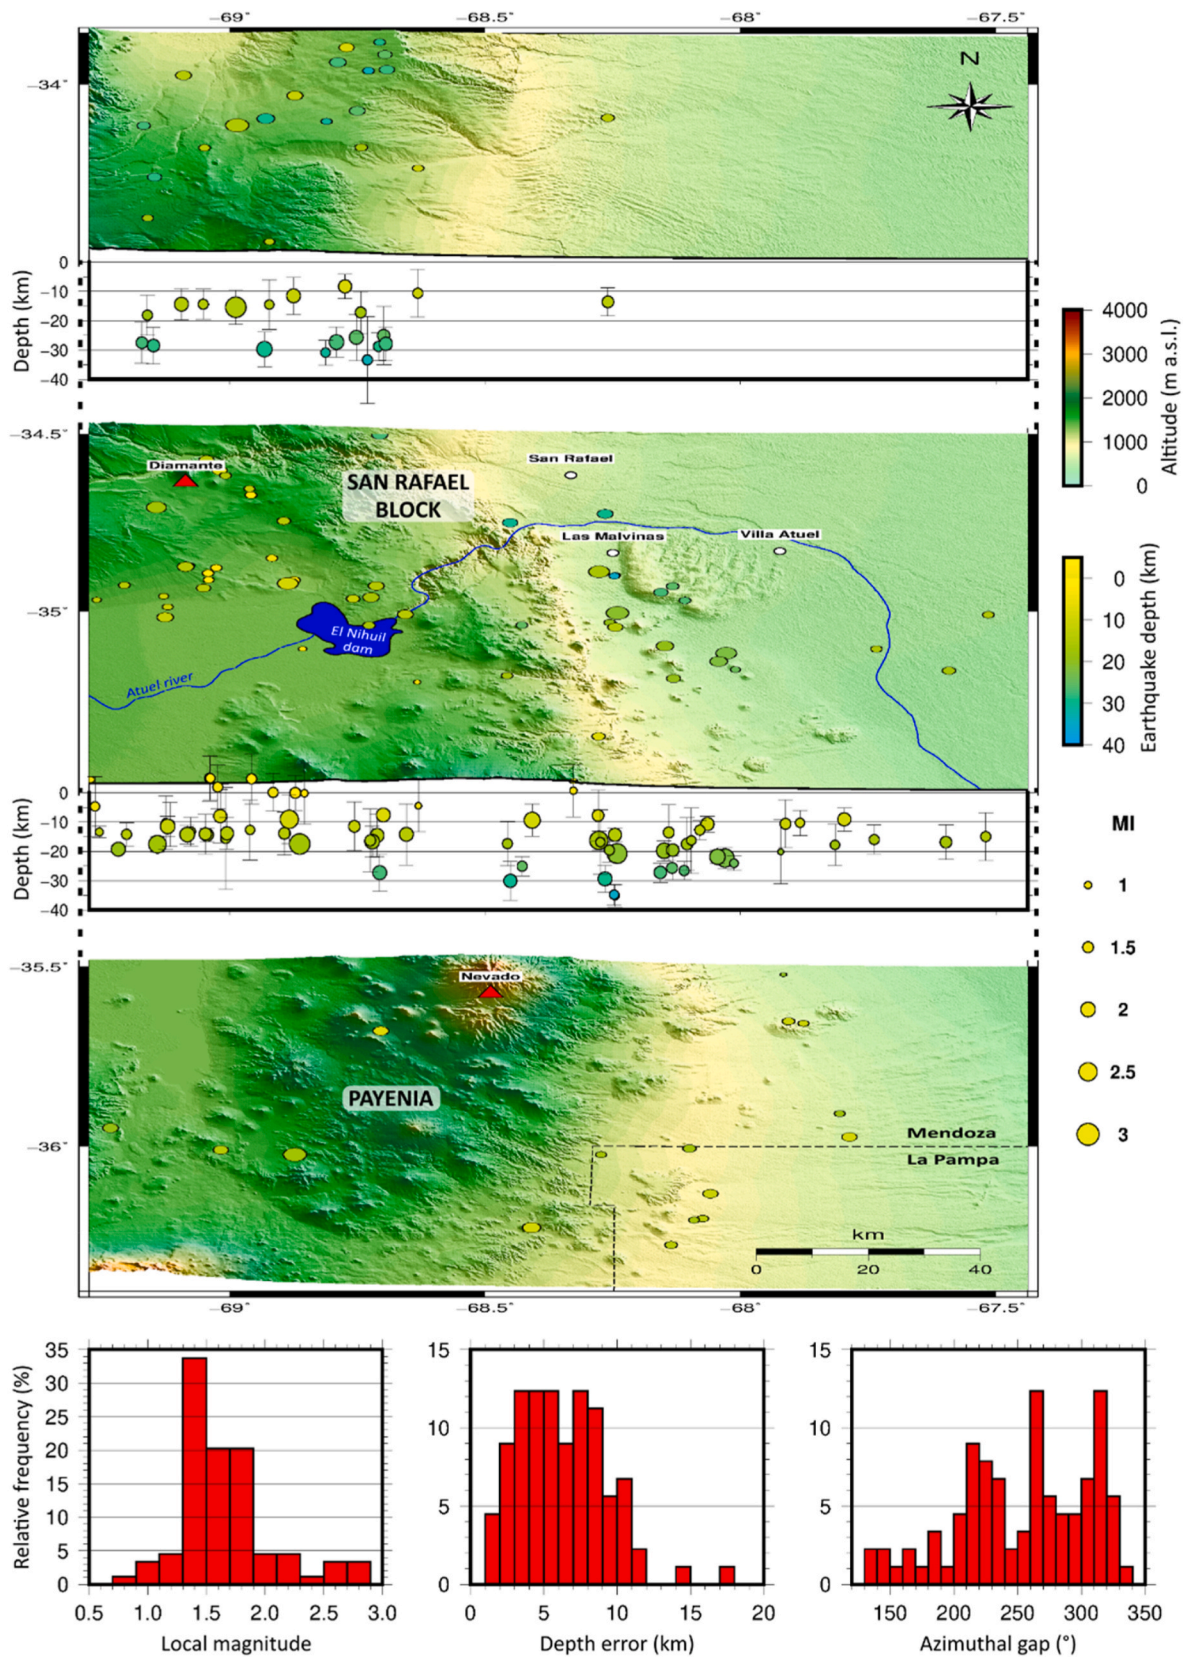 −69° −68.5° −68° −67.5°
N
−34°
0
−10
−20
−30
−40
Depth (km)
4000
3000
2000
1000
0
Altitude (m a.s.l.)
−34.5°
Diamante
SAN RAFAEL
BLOCK
San Rafael
Las Malvinas
Villa Atuel
−35°
El Nihuil
dam
Atuel river
0
10
20
30
40
Earthquake depth (km)
0
−10
−20
−30
−40
Depth (km)
Ml
1
1.5
2
2.5
3
−35.5°
Nevado
PAYENIA
−36°
Mendoza
La Pampa
km
0 20 40
−69° −68.5° −68° −67.5°
35
30
25
20
15
10
5
0
Relative frequency (%)
0.5 1.0 1.5 2.0 2.5 3.0
Local magnitude
15
10
5
0
0 5 10 15 20
Depth error (km)
15
10
5
0
150 200 250 300 350
Azimuthal gap (°)